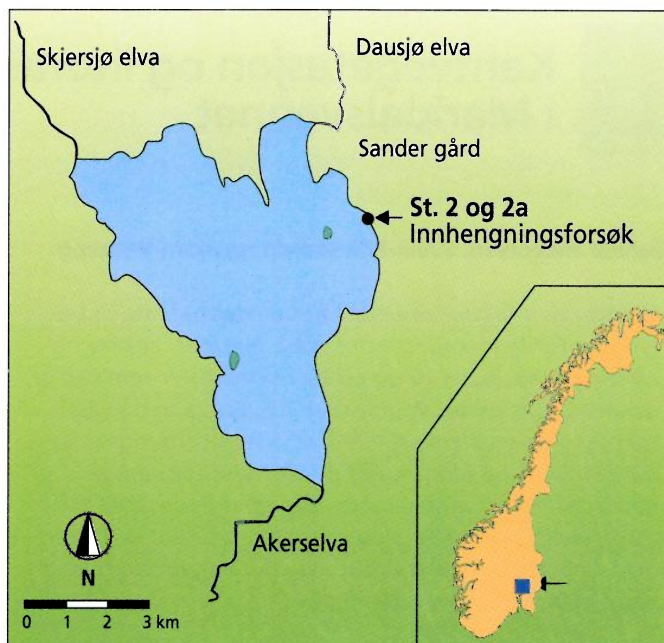 Skjersjø elva
Dausjø elva
Sander gård
St. 2 og 2a
Innhengningsforsøk
Akerselva
N
0 1 2 3 km